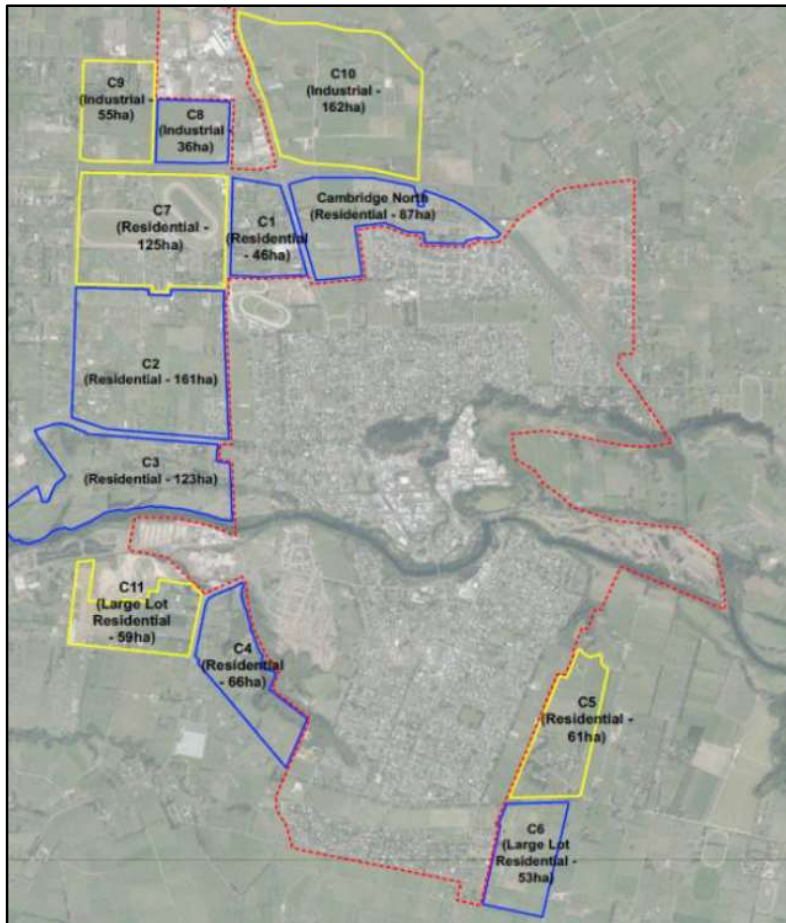 C9
(Industrial -
55ha)
C8
(Industrial -
36ha)
C10
(Industrial -
162ha)
C7
(Residential -
125ha)
C1
(Residential
- 46ha)
Cambridge North
(Residential - 87ha)
C2
(Residential - 161ha)
C3
(Residential - 123ha)
C11
(Large Lot
Residential
- 59ha)
C4
(Residential
- 66ha)
C5
(Residential -
61ha)
C6
(Large Lot
Residential -
53ha)